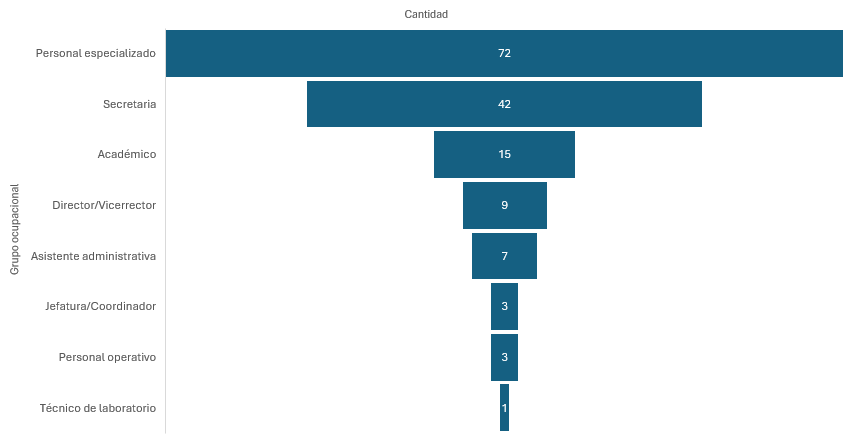 Cantidad
Grupo ocupacional
Personal especializado 72
Secretaria 42
Académico 15
Director/Vicerrector 9
Asistente administrativa 7
Jefatura/Coordinador 3
Personal operativo 3
Técnico de laboratorio 1